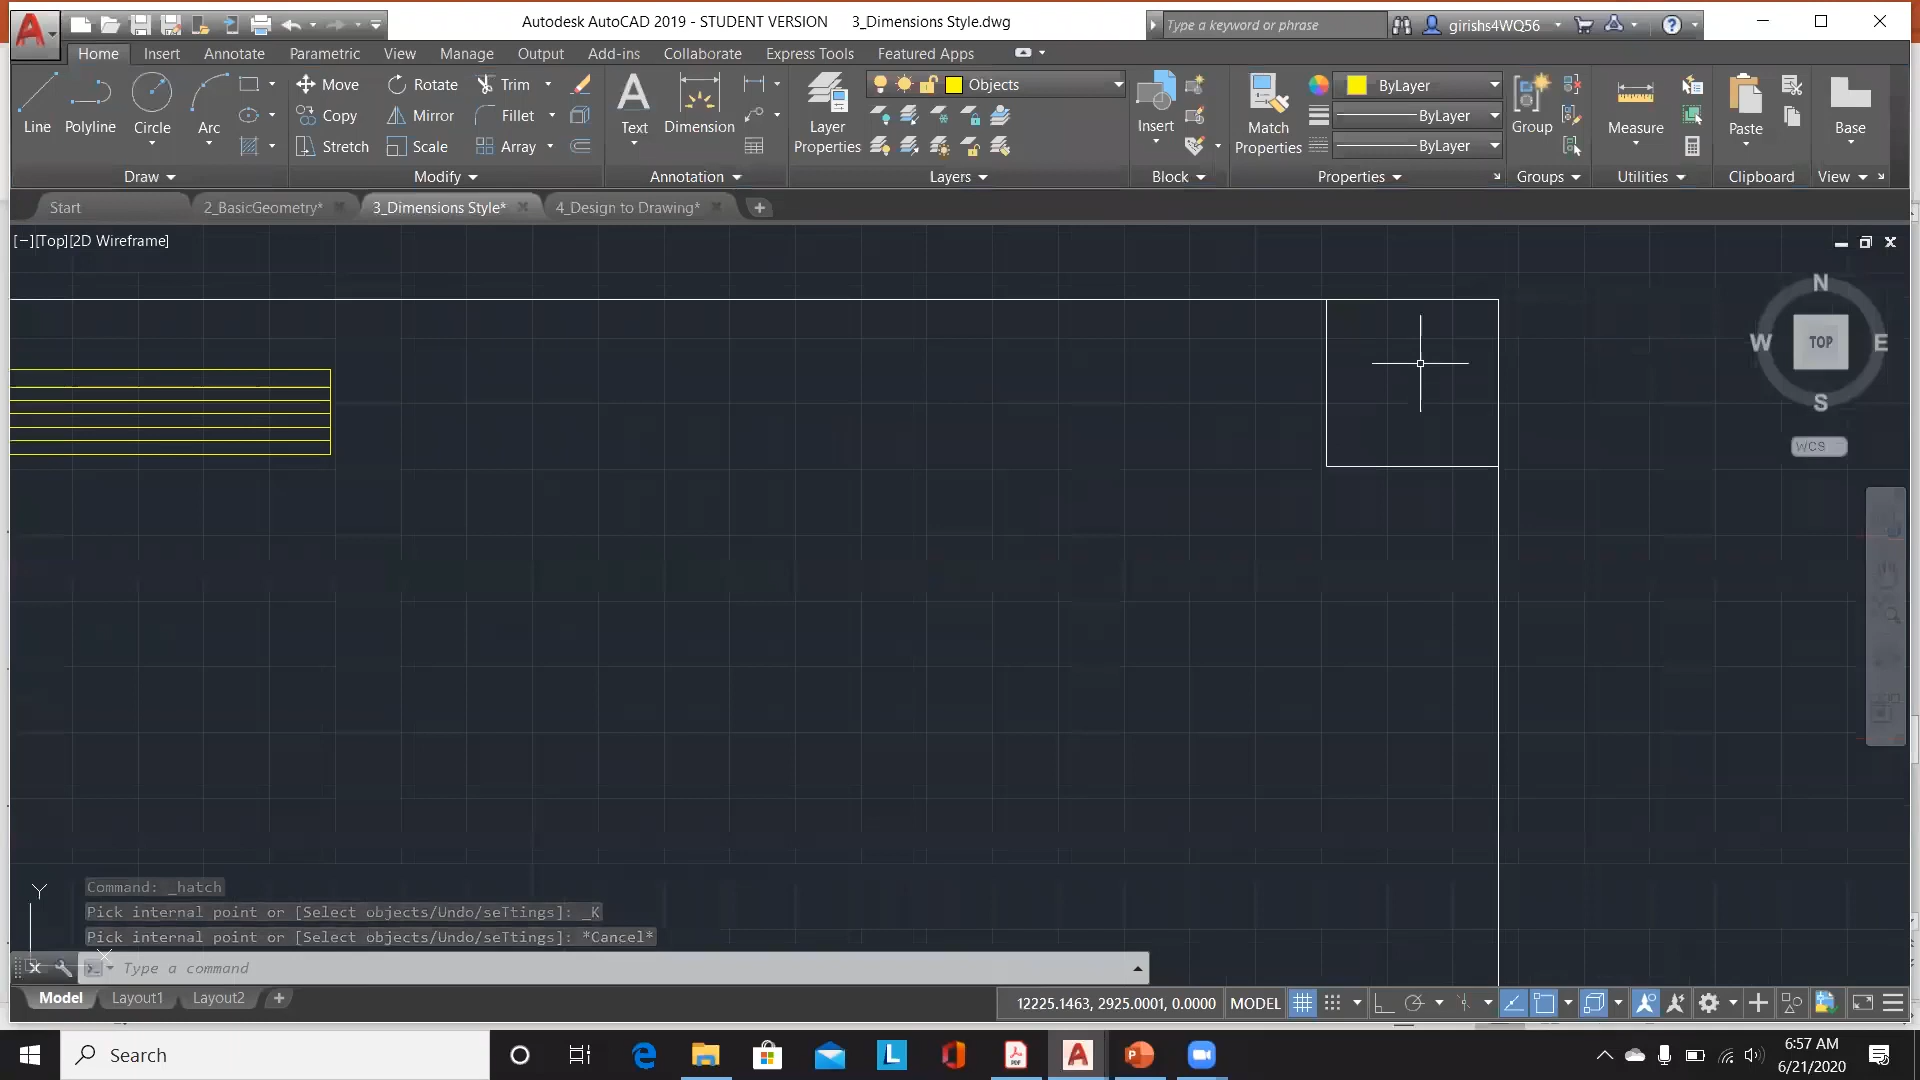 Autodesk AutoCAD 2019 - STUDENT VERSION 3_Dimensions Style.dwg
Type a keyword or phrase
girishs4WQ56
Home Insert Annotate Parametric View Manage Output Add-ins Collaborate Express Tools Featured Apps
Line Polyline Circle Arc
Move Rotate Trim
Copy Mirror Fillet
Stretch Scale Array
Text Dimension
Layer Properties
Objects
Insert
Match Properties
ByLayer
ByLayer
ByLayer
Group
Measure
Paste
Base
Draw Modify Annotation Layers Block Properties Groups Utilities Clipboard View
Start 2_BasicGeometry* 3_Dimensions Style* 4_Design to Drawing*
[−][Top][2D Wireframe]
N
W TOP E
S
WCS
Y
X
Command: _hatch
Pick internal point or [Select objects/Undo/seTtings]: _K
Pick internal point or [Select objects/Undo/seTtings]: *Cancel*
Type a command
Model Layout1 Layout2
12225.1463, 2925.0001, 0.0000 MODEL
Search
6:57 AM
6/21/2020